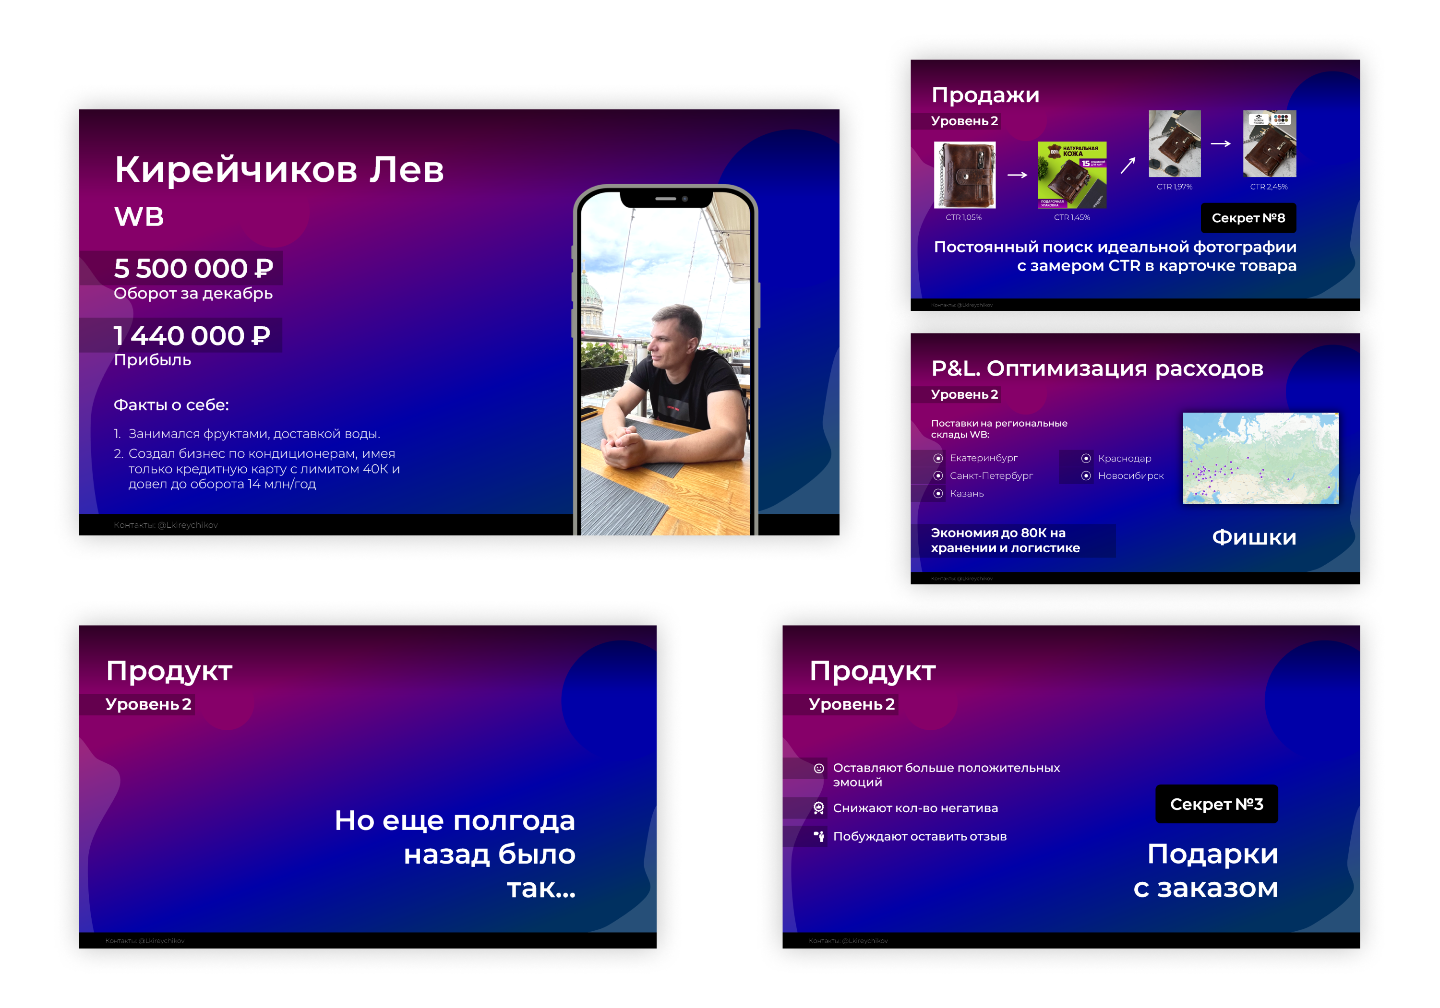 Кирейчиков Лев
WB
5 500 000 ₽
Оборот за декабрь
1 440 000 ₽
Прибыль
Факты о себе:
1. Занимался фруктами, доставкой воды.
2. Создал бизнес по кондиционерам, имея
только кредитную карту с лимитом 40К и
довел до оборота 14 млн/год
Контакты: @Lkireychikov
Продажи
Уровень 2
CTR 1,05%
НАТУРАЛЬНАЯ
КОЖА
15
ПОДАРОЧНАЯ
УПАКОВКА
CTR 1,45%
CTR 1,97%
CTR 2,45%
Секрет №8
Постоянный поиск идеальной фотографии
с замером CTR в карточке товара
Контакты: @Lkireychikov
P&L. Оптимизация расходов
Уровень 2
Поставки на региональные
склады WB:
Екатеринбург
Санкт-Петербург
Казань
Краснодар
Новосибирск
Экономия до 80К на
хранении и логистике
Фишки
Контакты: @Lkireychikov
Продукт
Уровень 2
Но еще полгода
назад было
так...
Контакты: @Lkireychikov
Продукт
Уровень 2
Оставляют больше положительных
эмоций
Снижают кол-во негатива
Побуждают оставить отзыв
Секрет №3
Подарки
с заказом
Контакты: @Lkireychikov